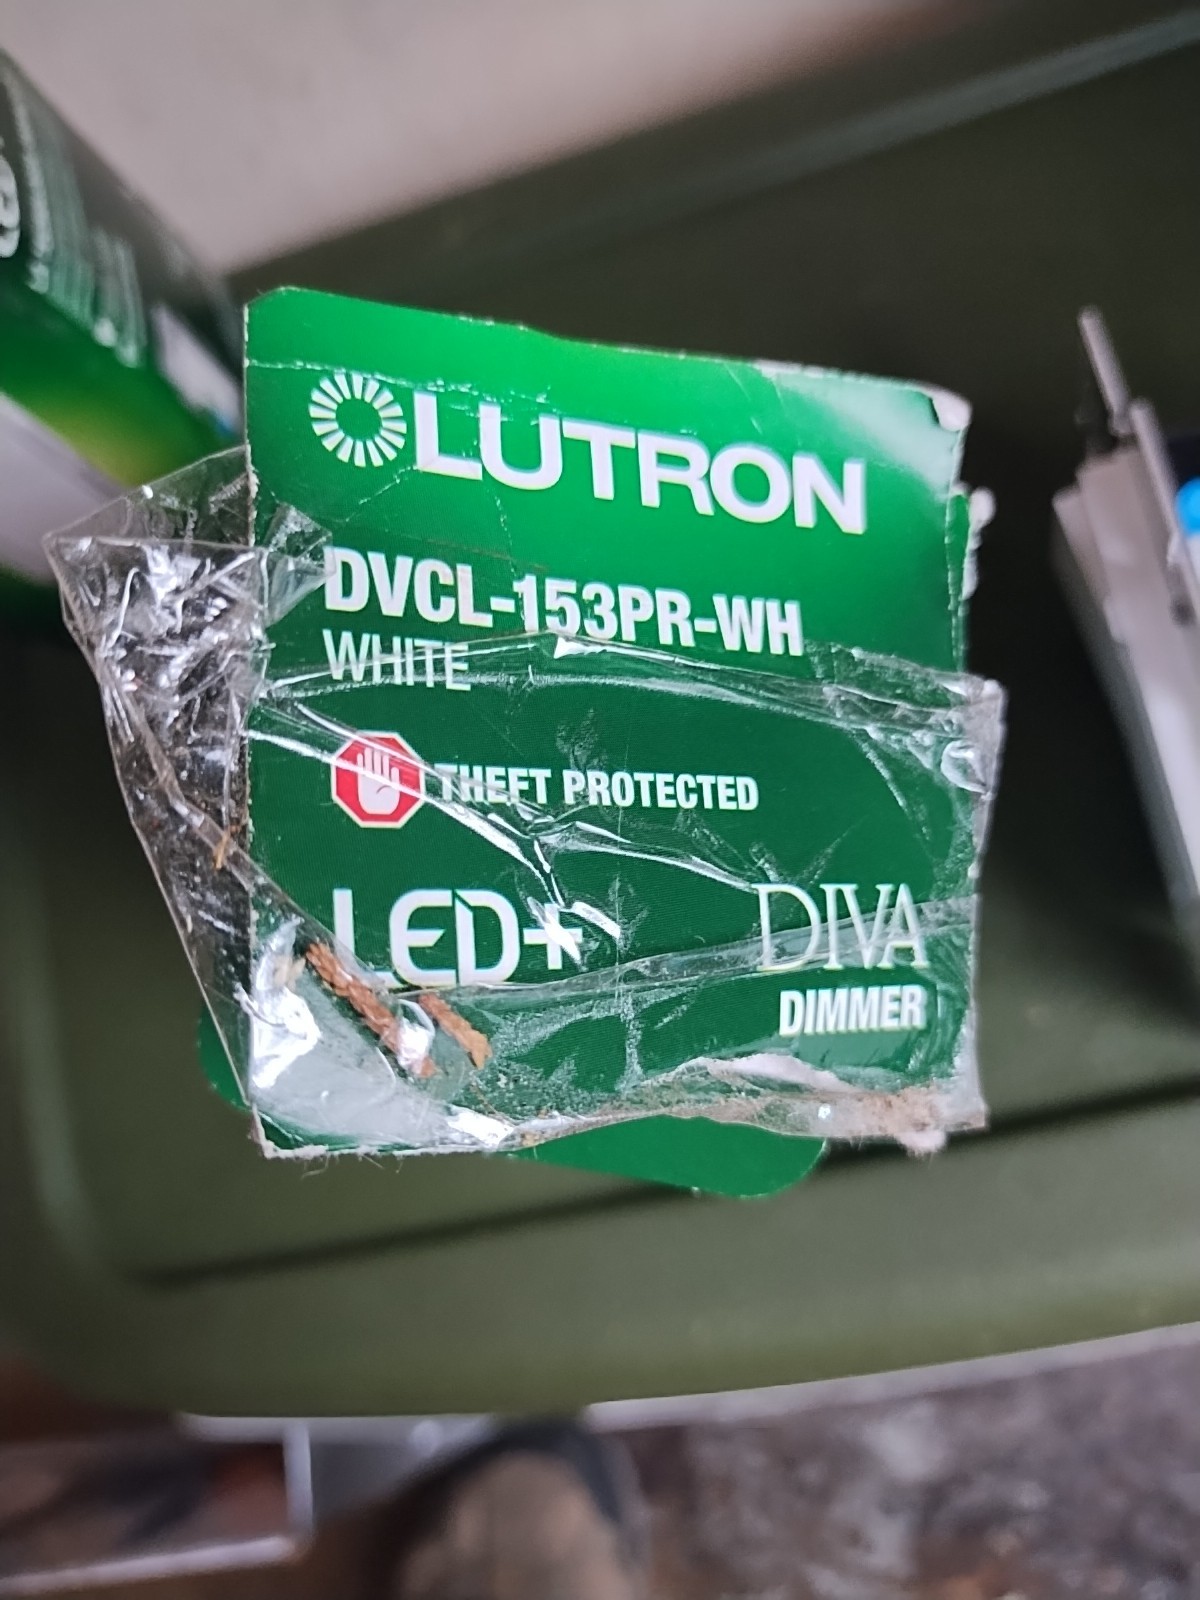 LUTRON
DVCL-153PR-WH
WHITE
THEFT PROTECTED
LED+
DIVA
DIMMER